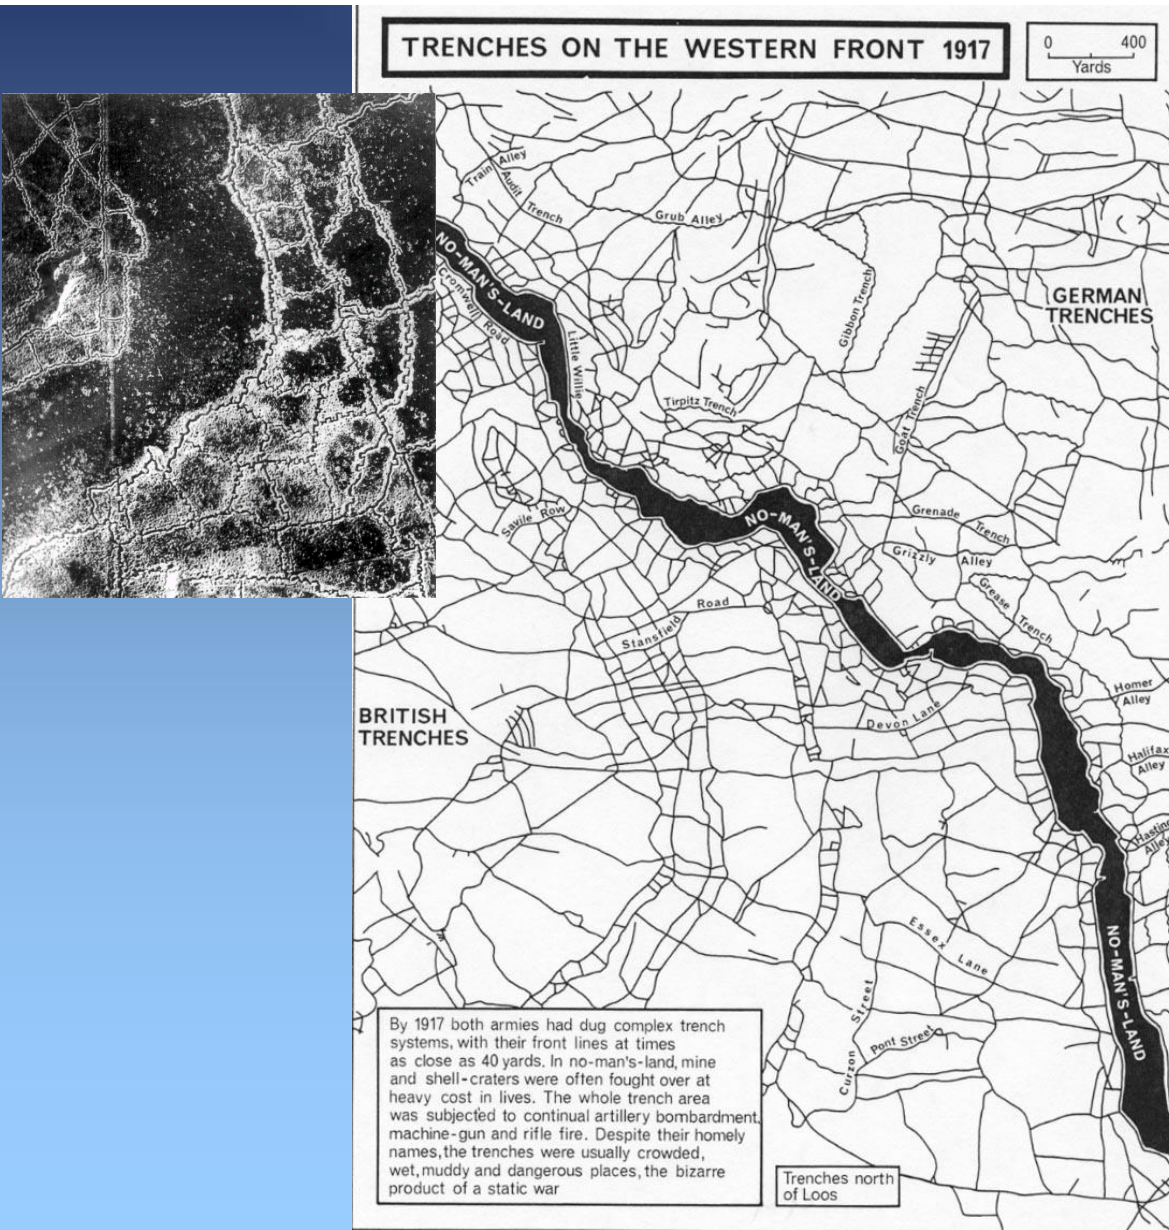 TRENCHES ON THE WESTERN FRONT 1917
0 400
Yards
Train Alley
Audit Trench
Grub Alley
NO-MAN'S-LAND
Cromwell Road
Little Willie
Gibbon Trench
GERMAN
TRENCHES
Tirpitz Trench
Goat Trench
Savile Row
NO-MAN'S-LAND
Grenade Trench
Grizzly Alley
Grease Trench
Stansfield Road
Devon Lane
Homer
Alley
BRITISH
TRENCHES
Halifax
Alley
Hastin
Alley
Essex Lane
NO-MAN'S-LAND
Curzon Street
Pont Street
By 1917 both armies had dug complex trench
systems, with their front lines at times
as close as 40 yards. In no-man's-land, mine
and shell-craters were often fought over at
heavy cost in lives. The whole trench area
was subjected to continual artillery bombardment,
machine-gun and rifle fire. Despite their homely
names, the trenches were usually crowded,
wet, muddy and dangerous places, the bizarre
product of a static war
Trenches north
of Loos